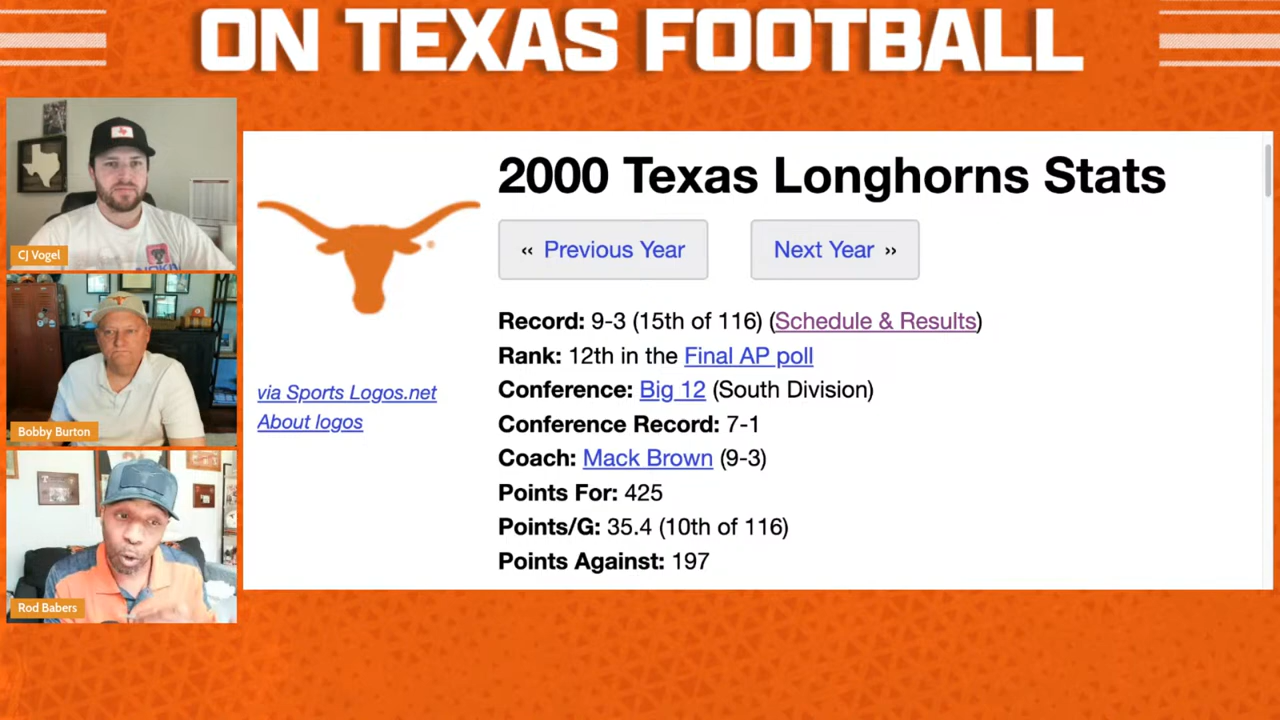 ON TEXAS FOOTBALL
CJ Vogel
Bobby Burton
Rod Babers
2000 Texas Longhorns Stats
‹‹ Previous Year
Next Year ››
Record: 9-3 (15th of 116) (Schedule & Results)
Rank: 12th in the Final AP poll
Conference: Big 12 (South Division)
Conference Record: 7-1
Coach: Mack Brown (9-3)
Points For: 425
Points/G: 35.4 (10th of 116)
Points Against: 197
via Sports Logos.net
About logos